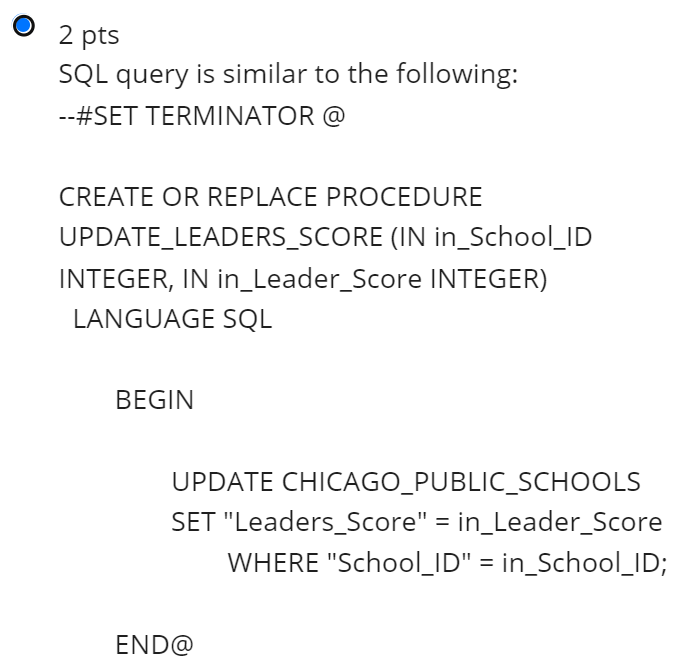 2 pts
SQL query is similar to the following:
--#SET TERMINATOR @
CREATE OR REPLACE PROCEDURE
UPDATE_LEADERS_SCORE (IN in_School_ID
INTEGER, IN in_Leader_Score INTEGER)
LANGUAGE SQL
BEGIN
UPDATE CHICAGO_PUBLIC_SCHOOLS
SET "Leaders_Score" = in_Leader_Score
WHERE "School_ID" = in_School_ID;
END@